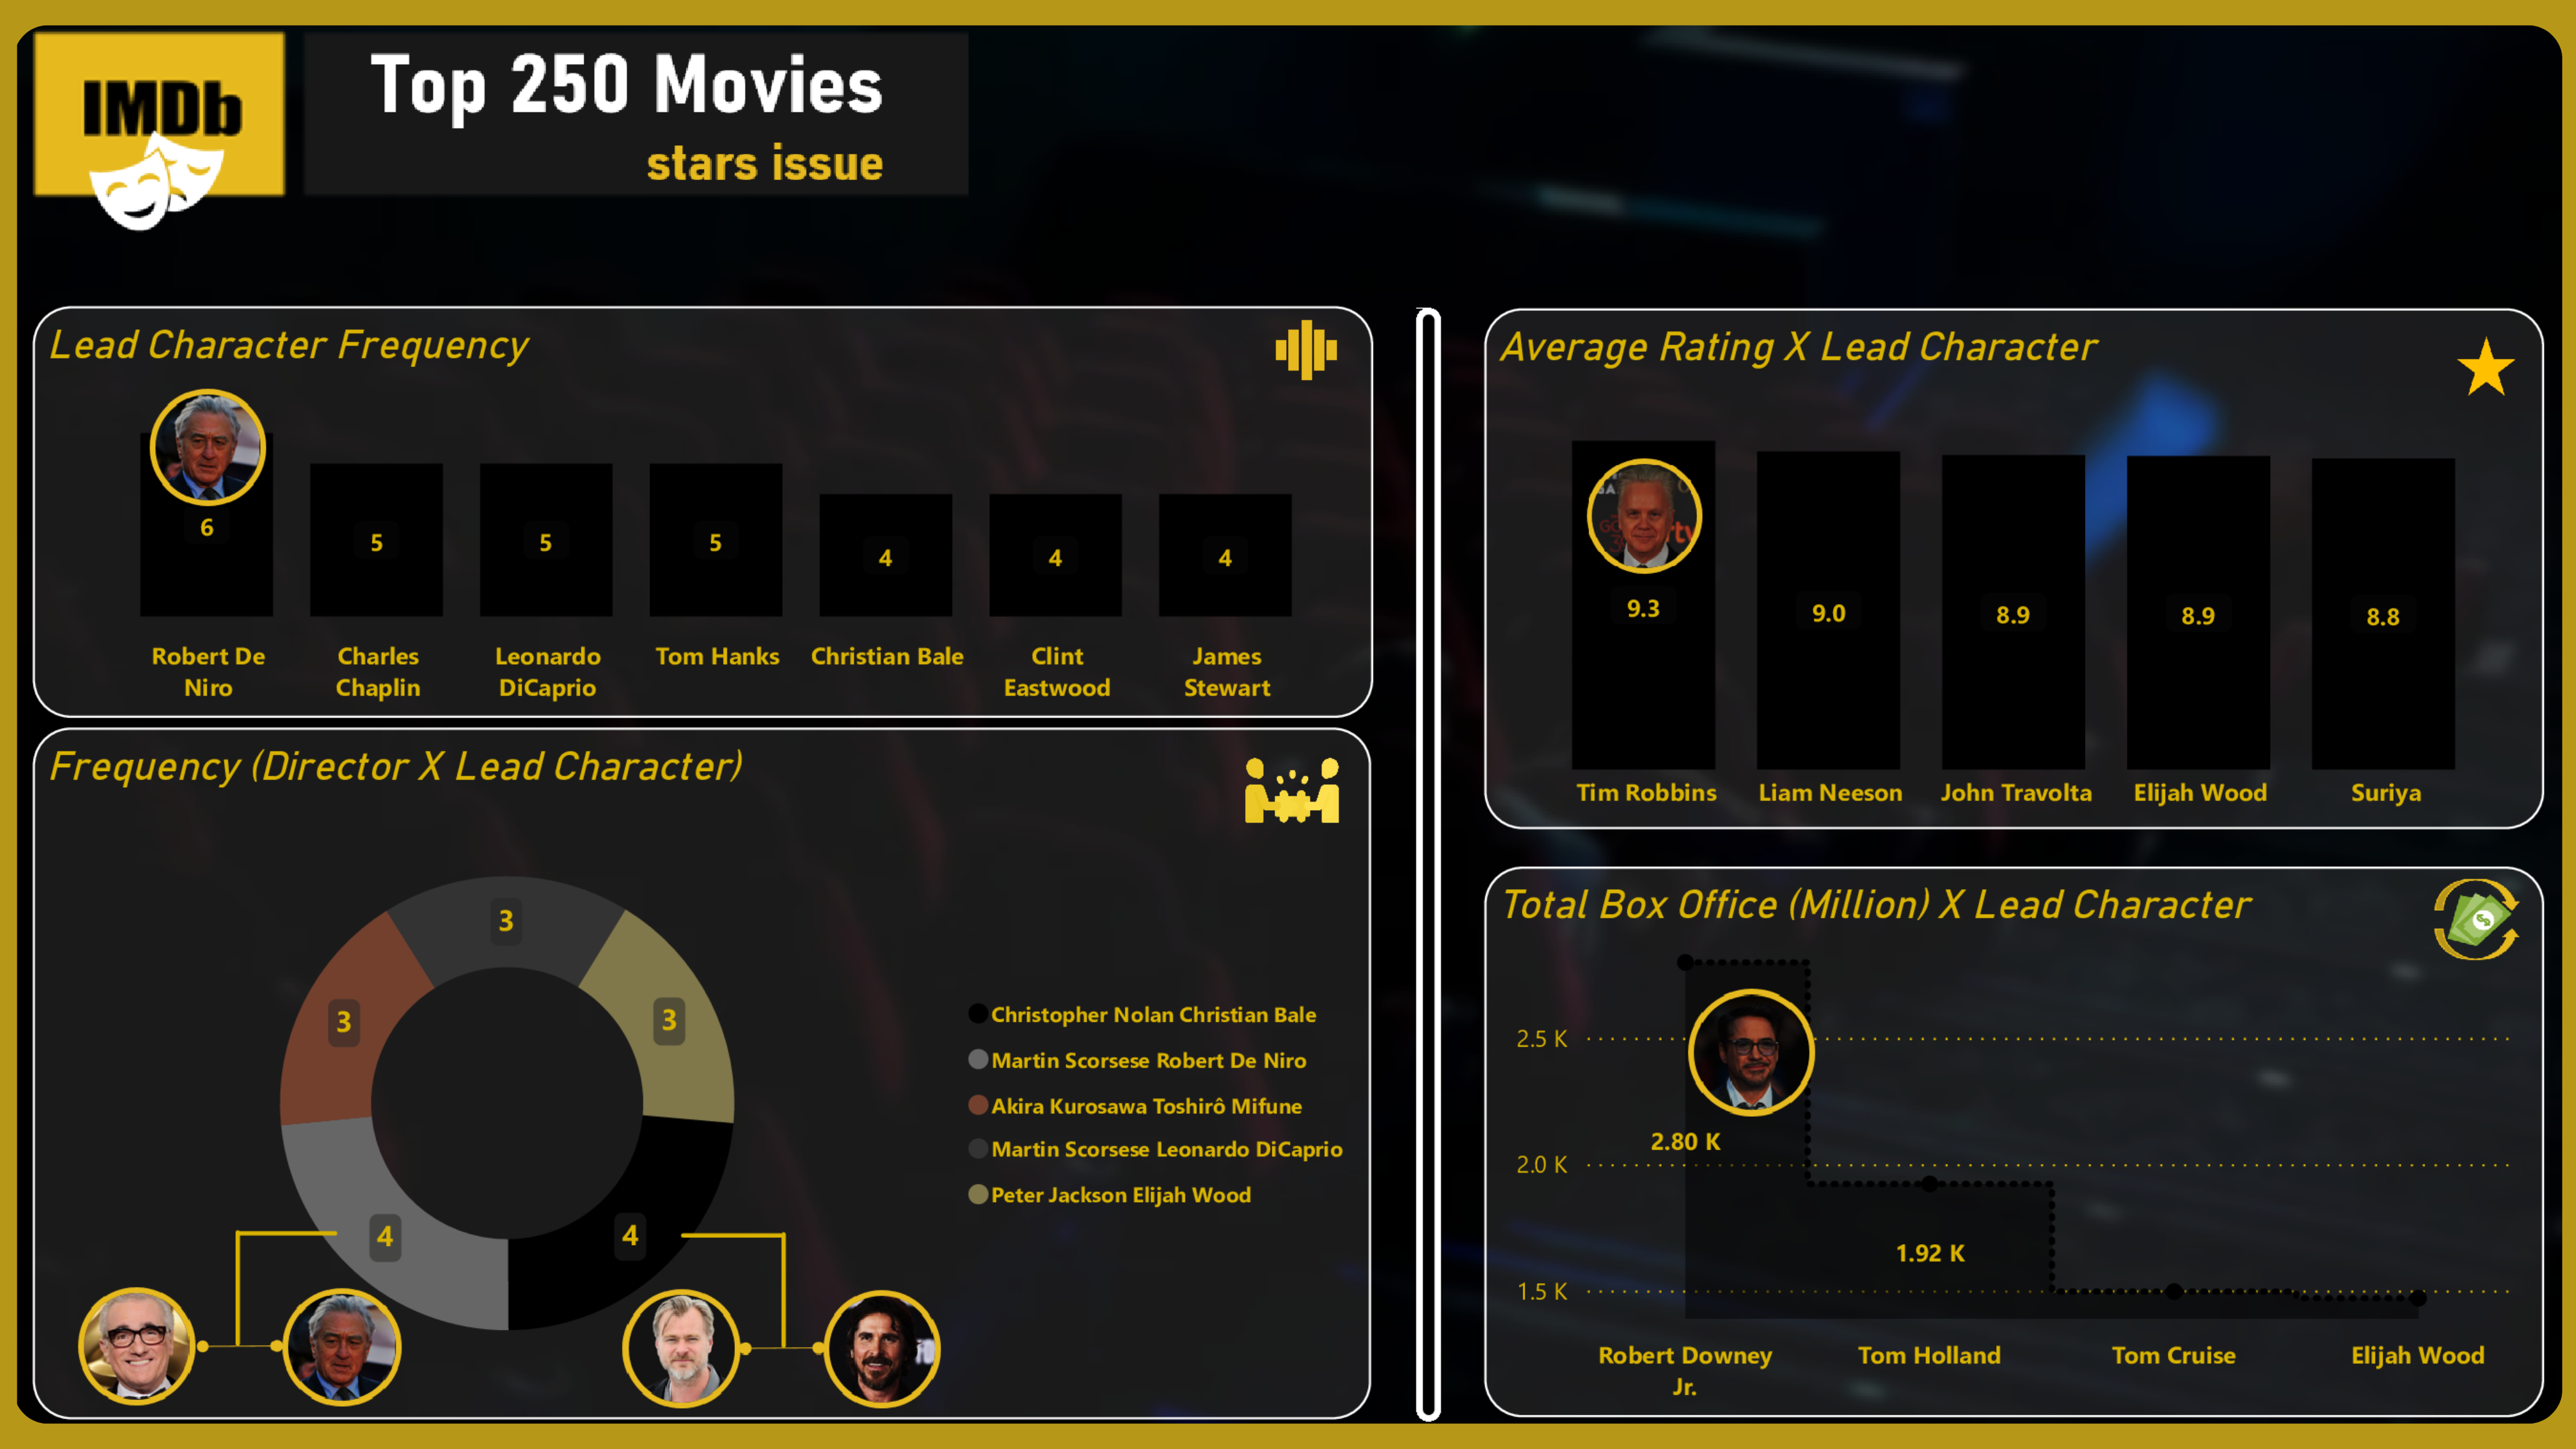 IMDb
Top 250 Movies
stars issue
Lead Character Frequency
6
5
5
5
4
4
4
Robert De
Niro
Charles
Chaplin
Leonardo
DiCaprio
Tom Hanks
Christian Bale
Clint
Eastwood
James
Stewart
Frequency (Director X Lead Character)
3
3
3
4
4
Christopher Nolan Christian Bale
Martin Scorsese Robert De Niro
Akira Kurosawa Toshirô Mifune
Martin Scorsese Leonardo DiCaprio
Peter Jackson Elijah Wood
Average Rating X Lead Character
9.3
9.0
8.9
8.9
8.8
Tim Robbins
Liam Neeson
John Travolta
Elijah Wood
Suriya
Total Box Office (Million) X Lead Character
2.5 K
2.0 K
1.5 K
2.80 K
1.92 K
Robert Downey
Jr.
Tom Holland
Tom Cruise
Elijah Wood